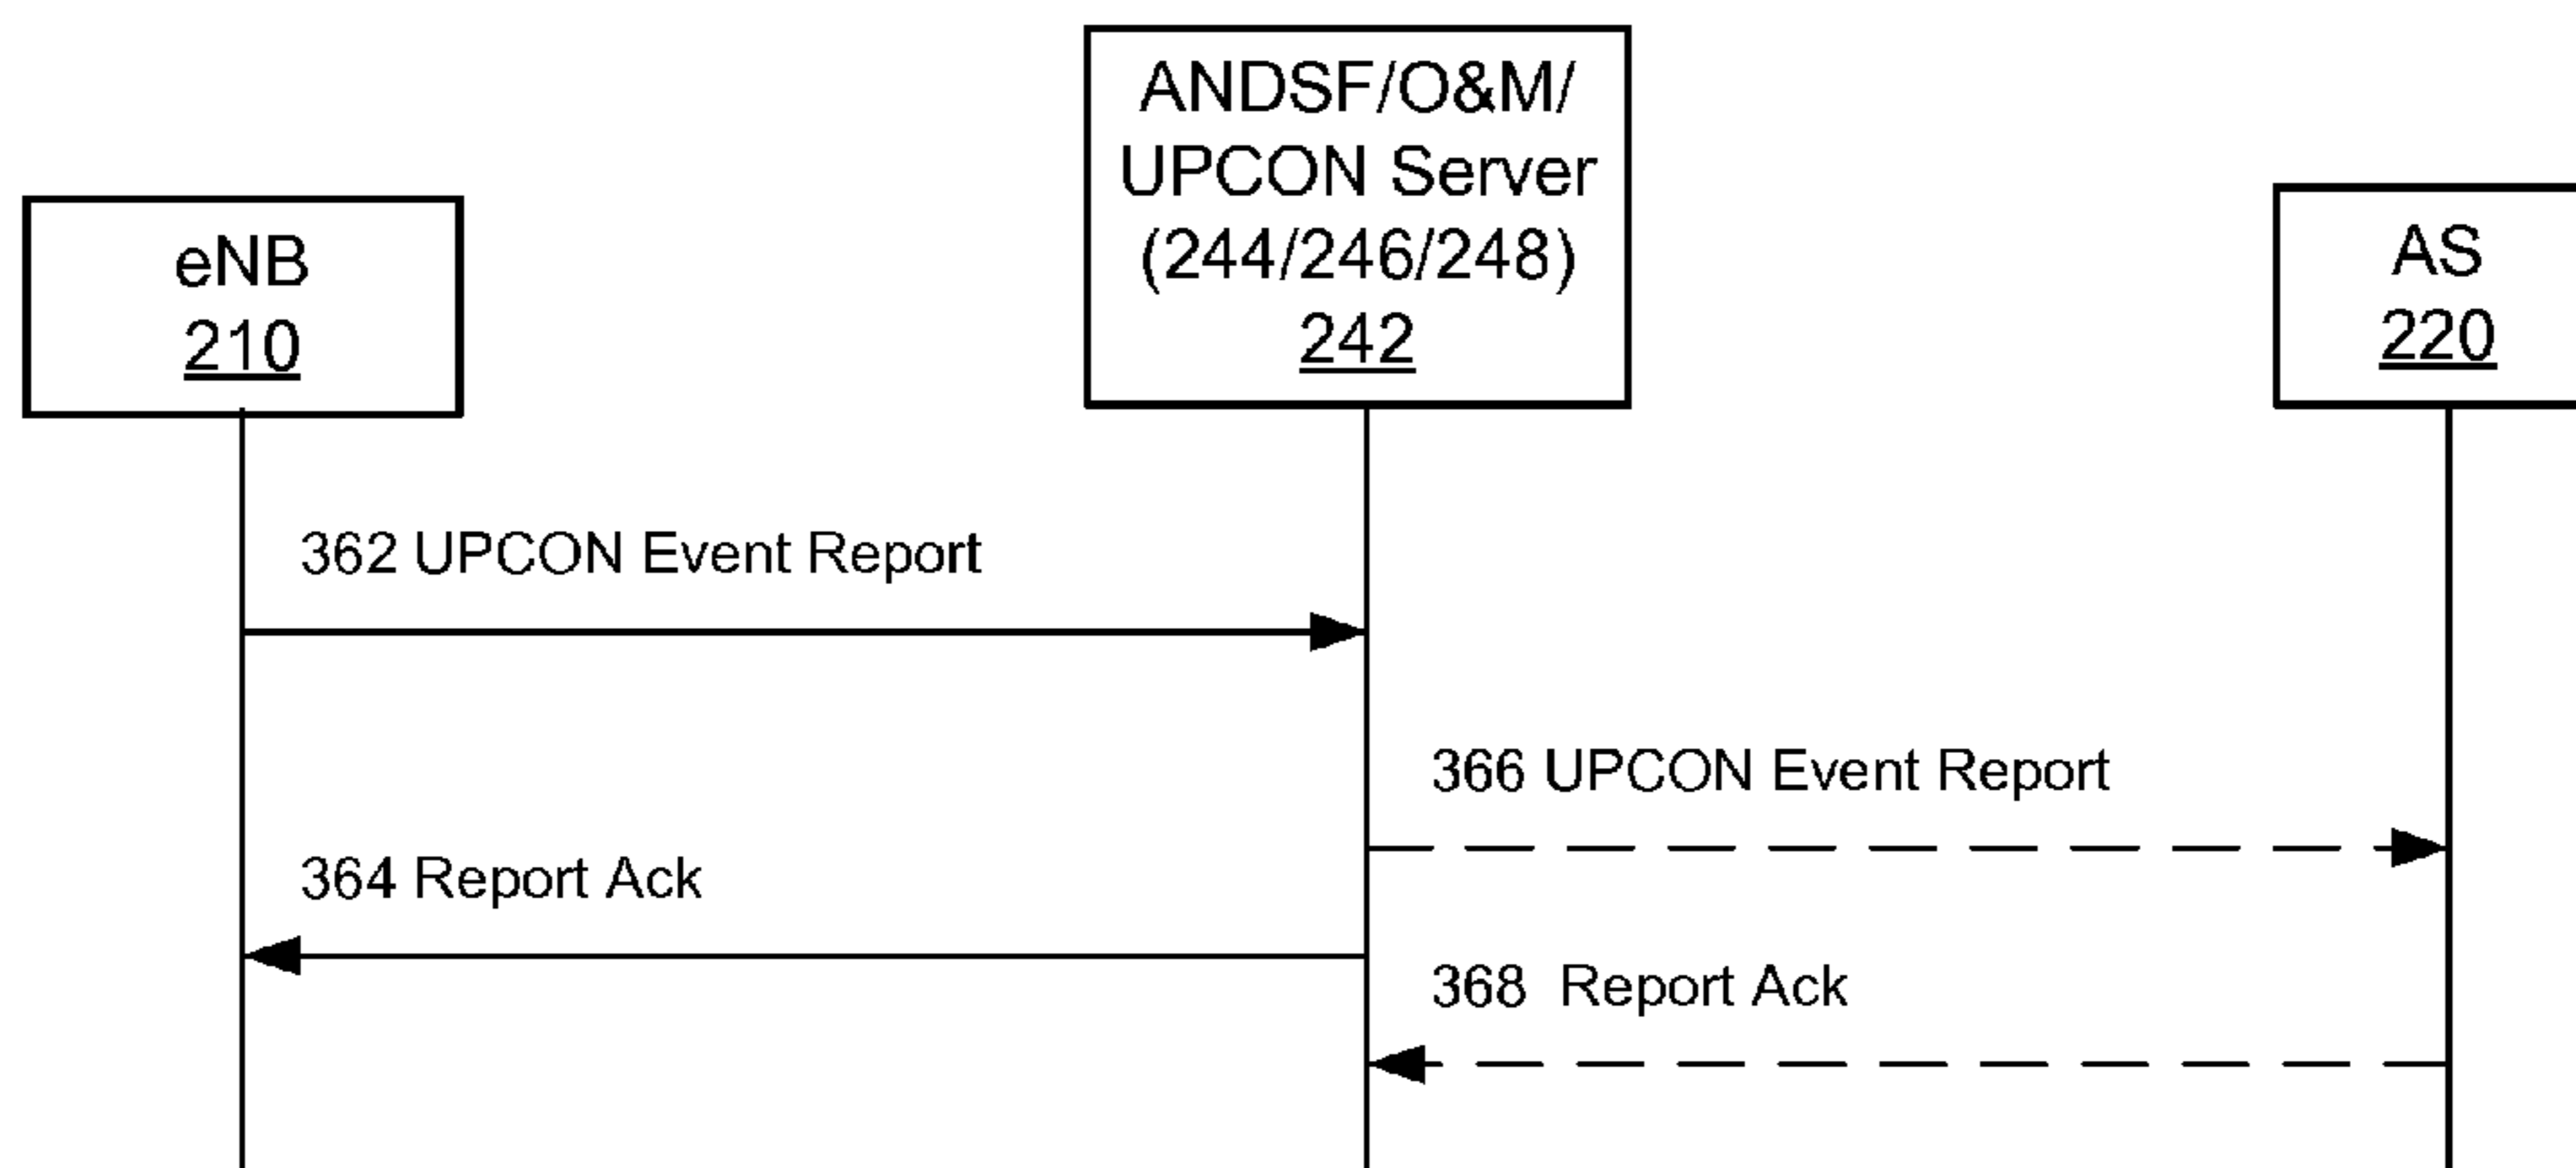 ANDSF/O&M/
UPCON Server
(244/246/248)
242
eNB
210
AS
220
362 UPCON Event Report
366 UPCON Event Report
364 Report Ack
368 Report Ack